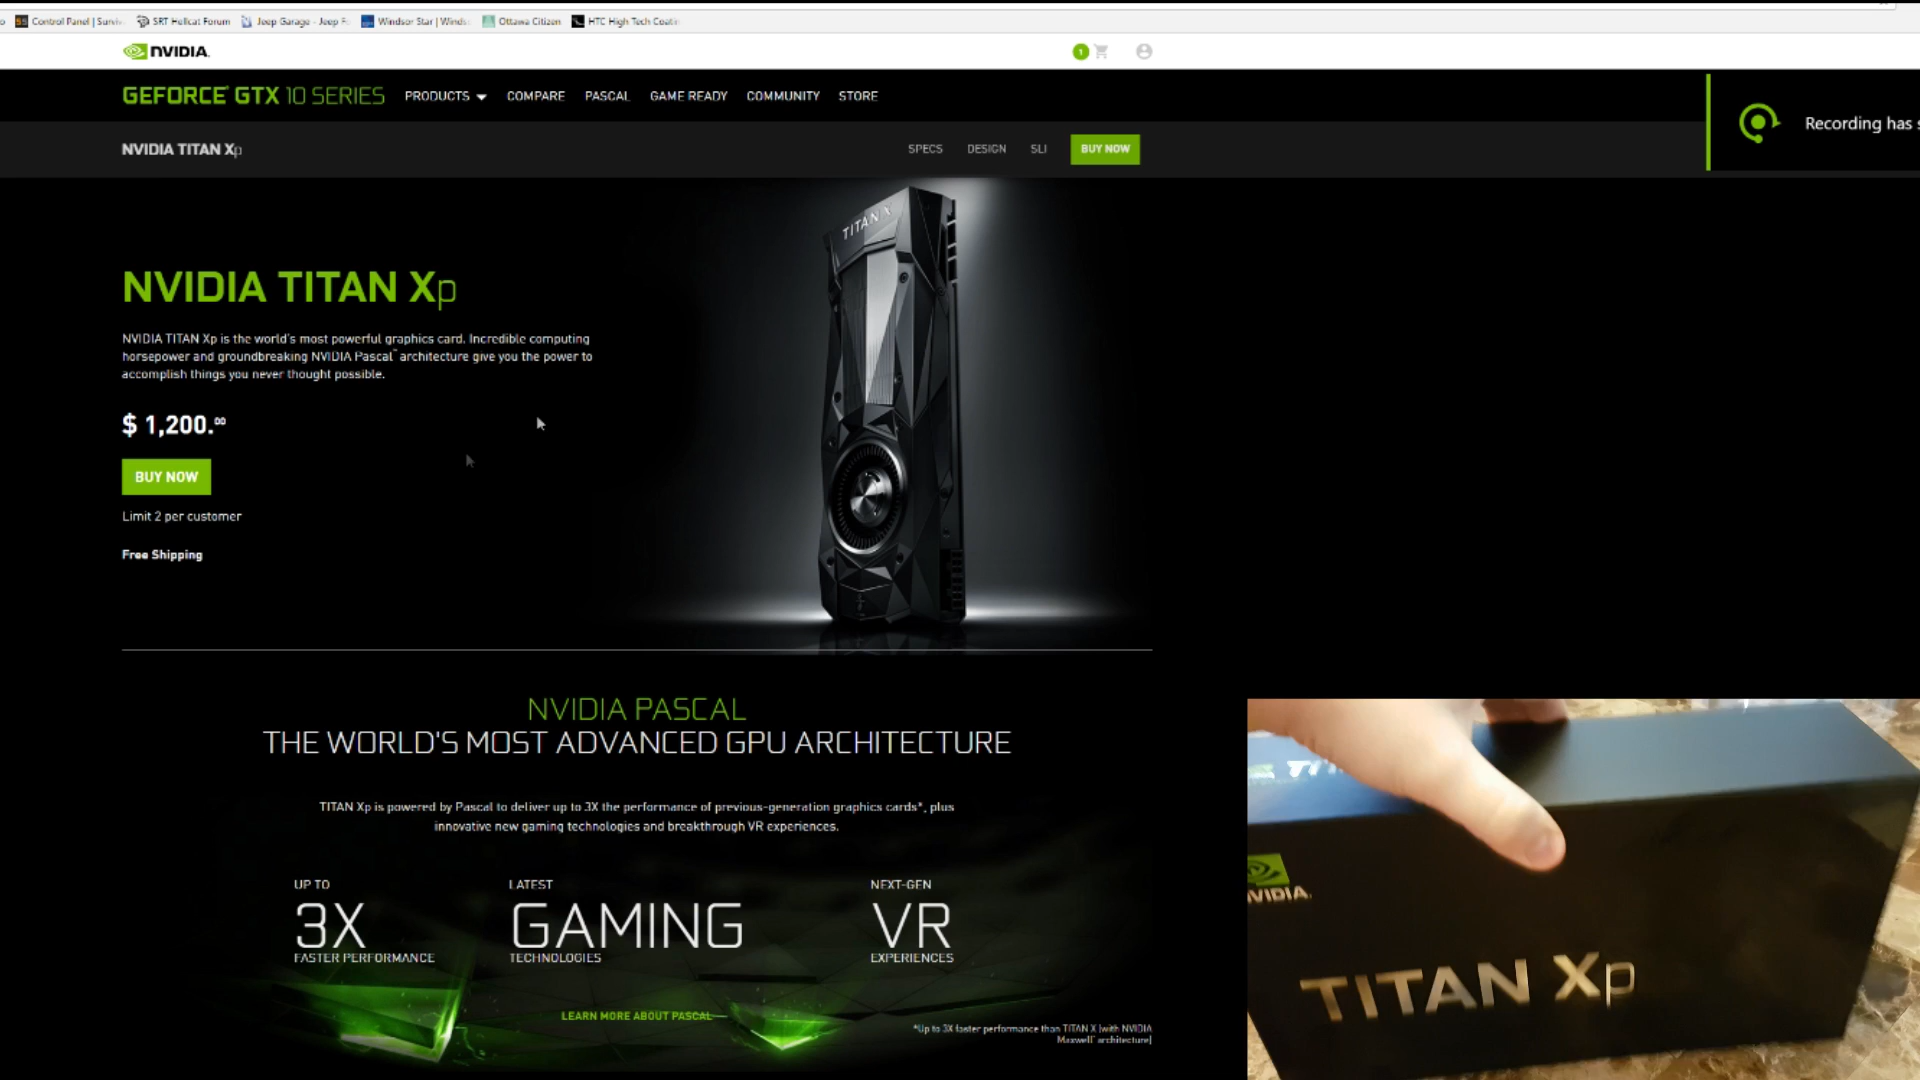 Control Panel | Surviv
SRT Hellcat Forum
Jeep Garage - Jeep F
Windsor Star | Winds
Ottawa Citizen
HTC High Tech Coati
NVIDIA.
1
GEFORCE GTX 10 SERIES
PRODUCTS
COMPARE
PASCAL
GAME READY
COMMUNITY
STORE
Recording has s
NVIDIA TITAN Xp
SPECS
DESIGN
SLI
BUY NOW
TITAN X
NVIDIA TITAN Xp
NVIDIA TITAN Xp is the world's most powerful graphics card. Incredible computing
horsepower and groundbreaking NVIDIA Pascal™ architecture give you the power to
accomplish things you never thought possible.
$ 1,200.00
BUY NOW
Limit 2 per customer
Free Shipping
NVIDIA PASCAL
THE WORLD'S MOST ADVANCED GPU ARCHITECTURE
TITAN Xp is powered by Pascal to deliver up to 3X the performance of previous-generation graphics cards*, plus
innovative new gaming technologies and breakthrough VR experiences.
UP TO
3X
FASTER PERFORMANCE
LATEST
GAMING
TECHNOLOGIES
NEXT-GEN
VR
EXPERIENCES
LEARN MORE ABOUT PASCAL
*Up to 3X faster performance than TITAN X (with NVIDIA
Maxwell™ architecture)
NVIDIA.
TITAN Xp